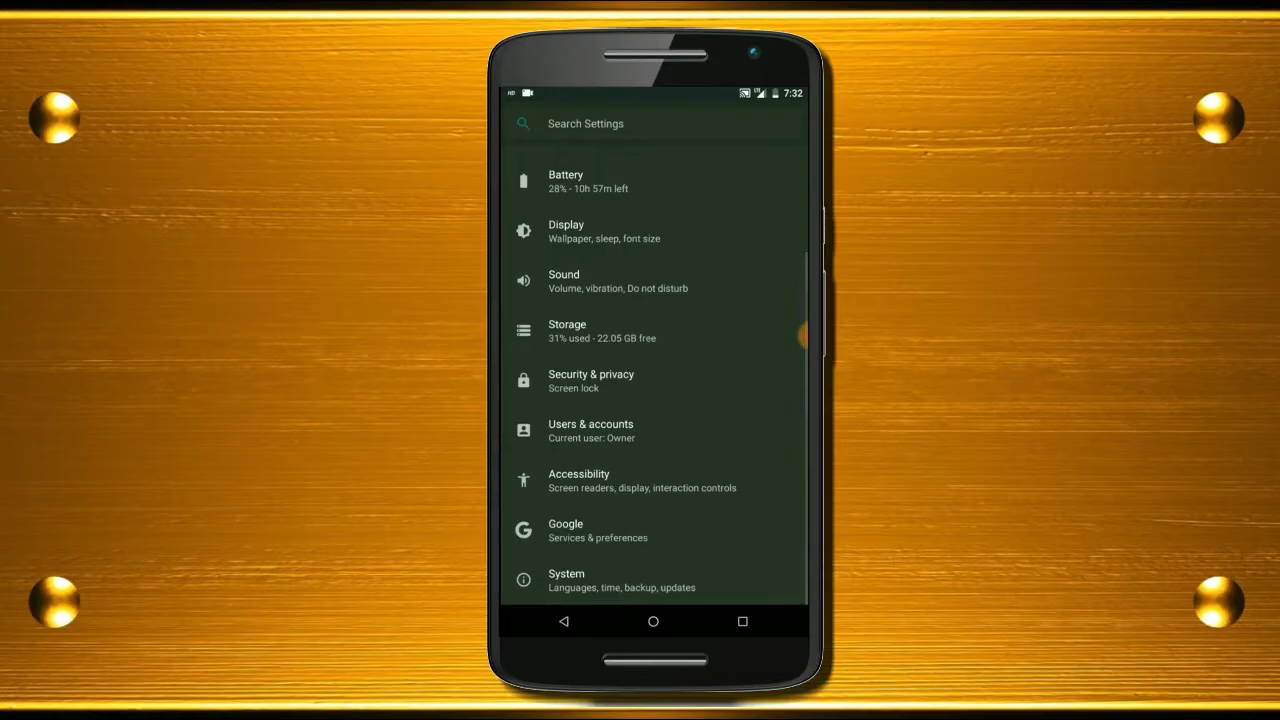 HD LTE 7:32
Search Settings
Battery
28% - 10h 57m left
Display
Wallpaper, sleep, font size
Sound
Volume, vibration, Do not disturb
Storage
31% used - 22.05 GB free
Security & privacy
Screen lock
Users & accounts
Current user: Owner
Accessibility
Screen readers, display, interaction controls
Google
Services & preferences
System
Languages, time, backup, updates